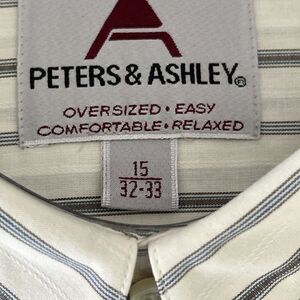 PETERS & ASHLEY®
OVERSIZED • EASY
COMFORTABLE • RELAXED
15
32-33